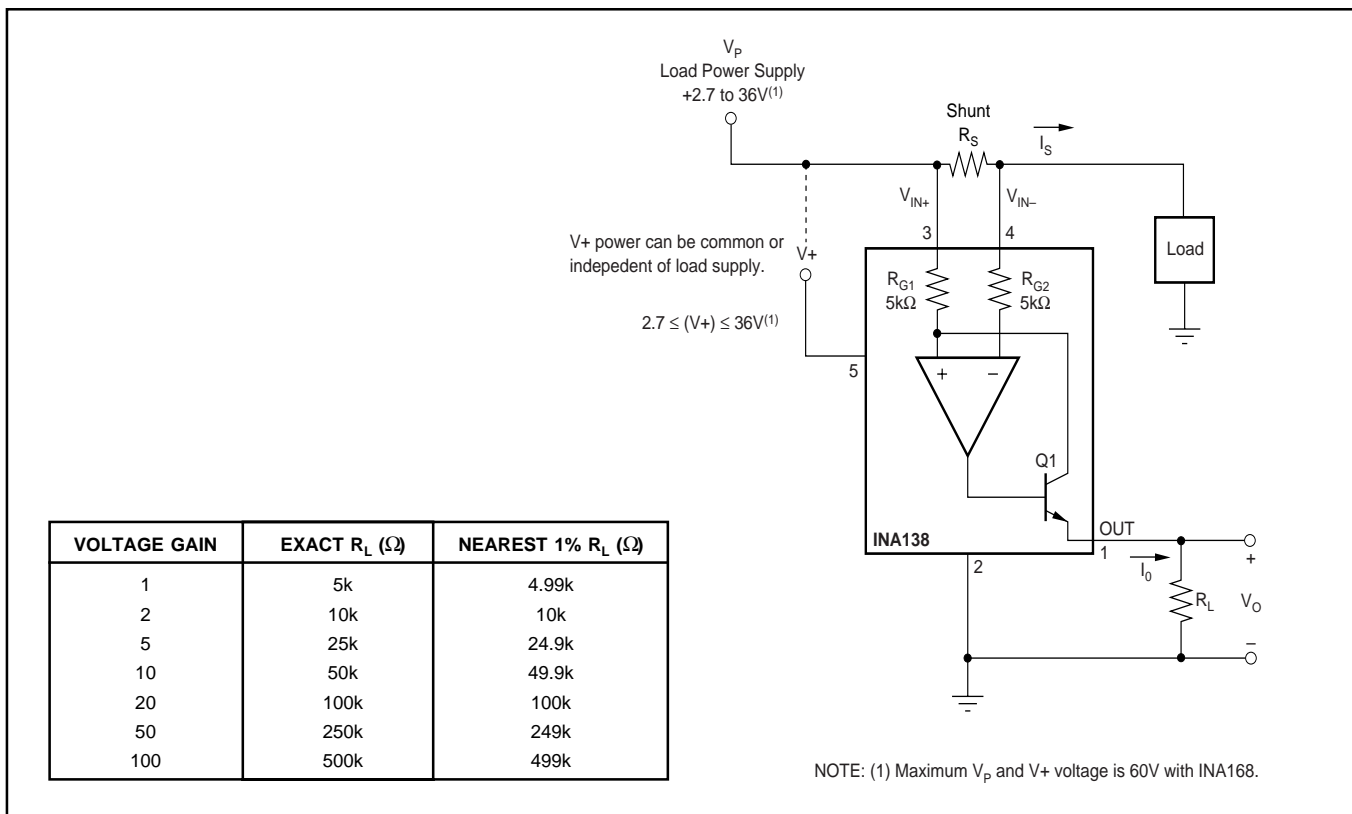 V_P
Load Power Supply
+2.7 to 36V(1)
Shunt
R_S
I_S
V_IN+
V_IN–
3
4
V+ power can be common or
indepedent of load supply.
V+
Load
R_G1
5kΩ
R_G2
5kΩ
2.7 ≤ (V+) ≤ 36V(1)
5
+
–
Q1
OUT
INA138
2
1
I_0
+
R_L
V_O
–
VOLTAGE GAIN EXACT R_L (Ω) NEAREST 1% R_L (Ω)
1 5k 4.99k
2 10k 10k
5 25k 24.9k
10 50k 49.9k
20 100k 100k
50 250k 249k
100 500k 499k
NOTE: (1) Maximum V_P and V+ voltage is 60V with INA168.